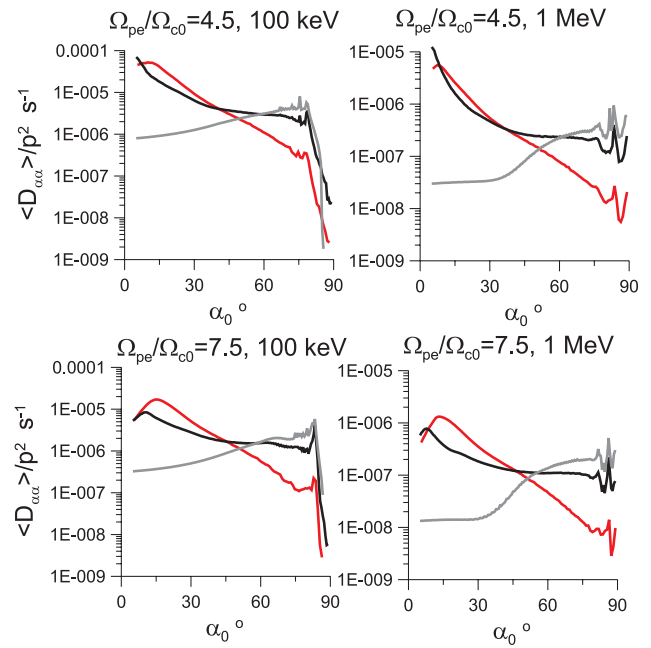 Ωpe/Ωc0=4.5, 100 keV
Ωpe/Ωc0=4.5, 1 MeV
0.0001
1E-005
1E-006
1E-007
1E-008
1E-009
<Dαα>/p² s⁻¹
0 30 60 90
α₀ º
1E-005
1E-006
1E-007
1E-008
1E-009
0 30 60 90
α₀ º
Ωpe/Ωc0=7.5, 100 keV
Ωpe/Ωc0=7.5, 1 MeV
0.0001
1E-005
1E-006
1E-007
1E-008
1E-009
<Dαα>/p² s⁻¹
0 30 60 90
α₀ º
1E-005
1E-006
1E-007
1E-008
1E-009
0 30 60 90
α₀ º